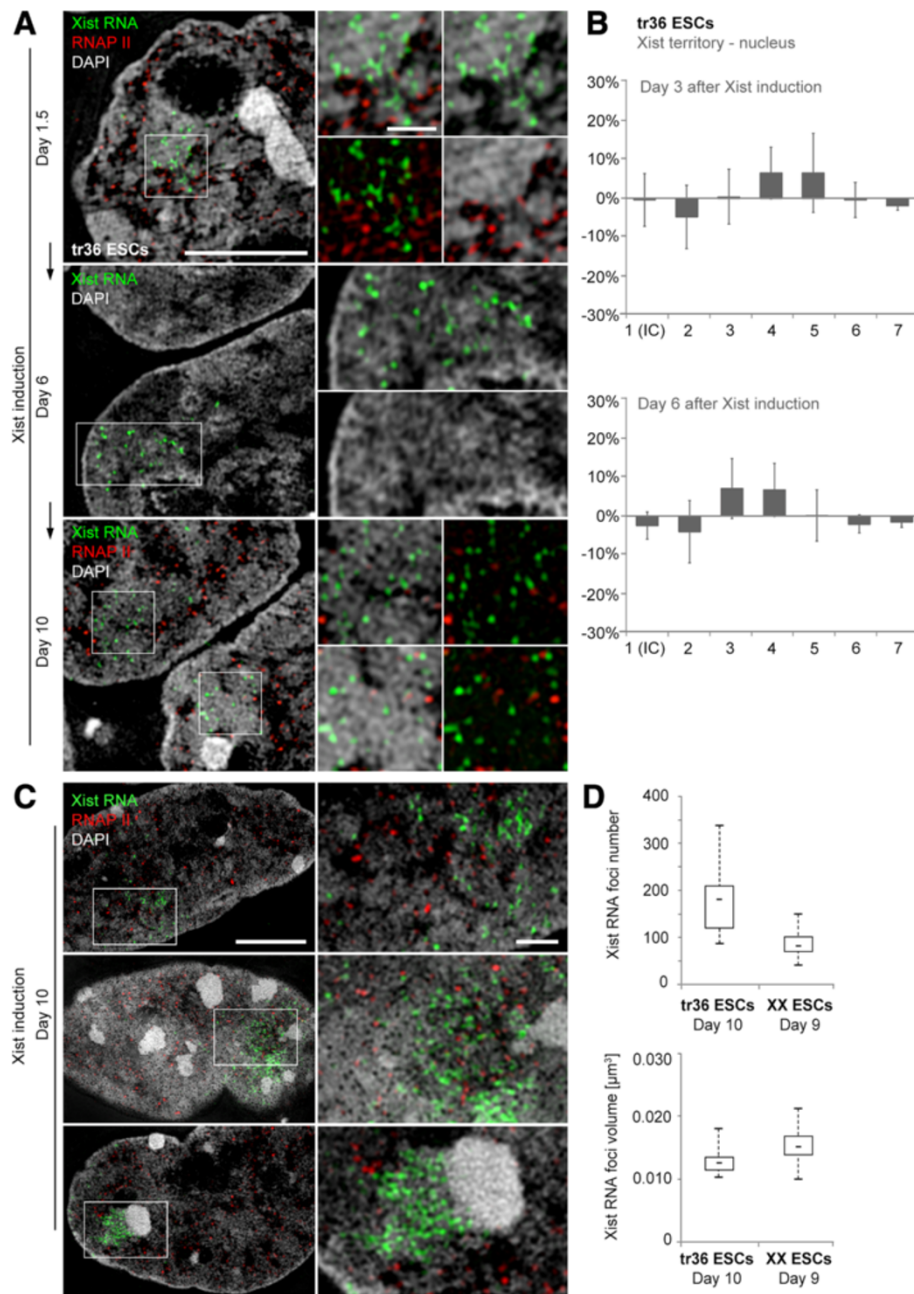 A
Xist RNA
RNAP II
DAPI
tr36 ESCs
Day 1.5
Xist RNA
DAPI
Day 6
Xist induction
Xist RNA
RNAP II
DAPI
Day 10
B
tr36 ESCs
Xist territory - nucleus
Day 3 after Xist induction
30%
20%
10%
0%
-10%
-20%
-30%
1 (IC) 2 3 4 5 6 7
Day 6 after Xist induction
30%
20%
10%
0%
-10%
-20%
-30%
1 (IC) 2 3 4 5 6 7
C
Xist RNA
RNAP II
DAPI
Xist induction
Day 10
D
Xist RNA foci number
400
300
200
100
0
tr36 ESCs XX ESCs
Day 10 Day 9
Xist RNA foci volume [µm³]
0.030
0.020
0.010
0
tr36 ESCs XX ESCs
Day 10 Day 9